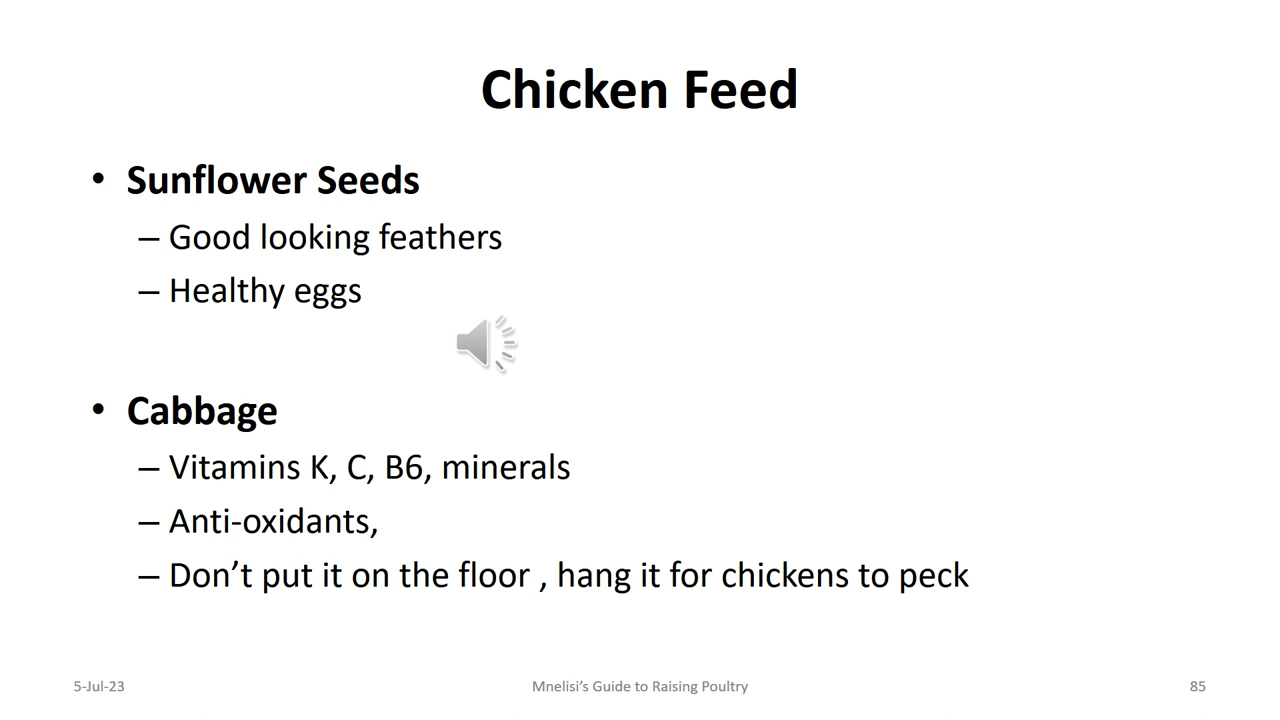 Chicken Feed
• Sunflower Seeds
– Good looking feathers
– Healthy eggs
• Cabbage
– Vitamins K, C, B6, minerals
– Anti-oxidants,
– Don’t put it on the floor , hang it for chickens to peck
5-Jul-23
Mnelisi’s Guide to Raising Poultry
85